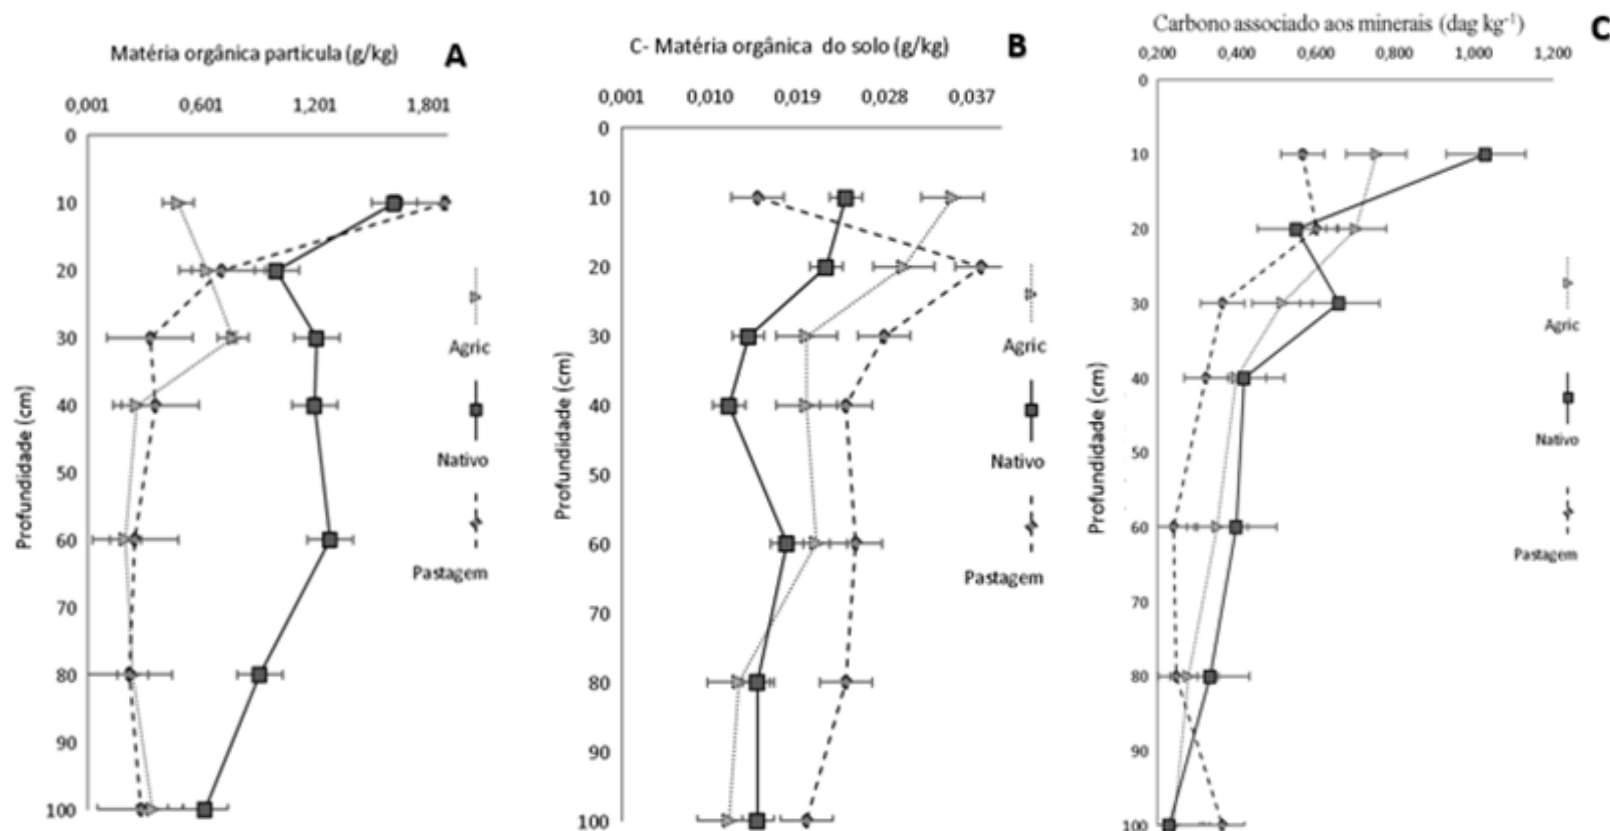 Matéria orgânica particula (g/kg)
A
0,001 0,601 1,201 1,801
0
10
20
30
40
50
60
70
80
90
100
Profundidade (cm)
Agric
Nativo
Pastagem
C- Matéria orgânica do solo (g/kg)
B
0,001 0,010 0,019 0,028 0,037
0
10
20
30
40
50
60
70
80
90
100
Profundidade (cm)
Agric
Nativo
Pastagem
Carbono associado aos minerais (dag kg-1)
C
0,200 0,400 0,600 0,800 1,000 1,200
0
10
20
30
40
50
60
70
80
90
100
Profundidade (cm)
Agric
Nativo
Pastagem